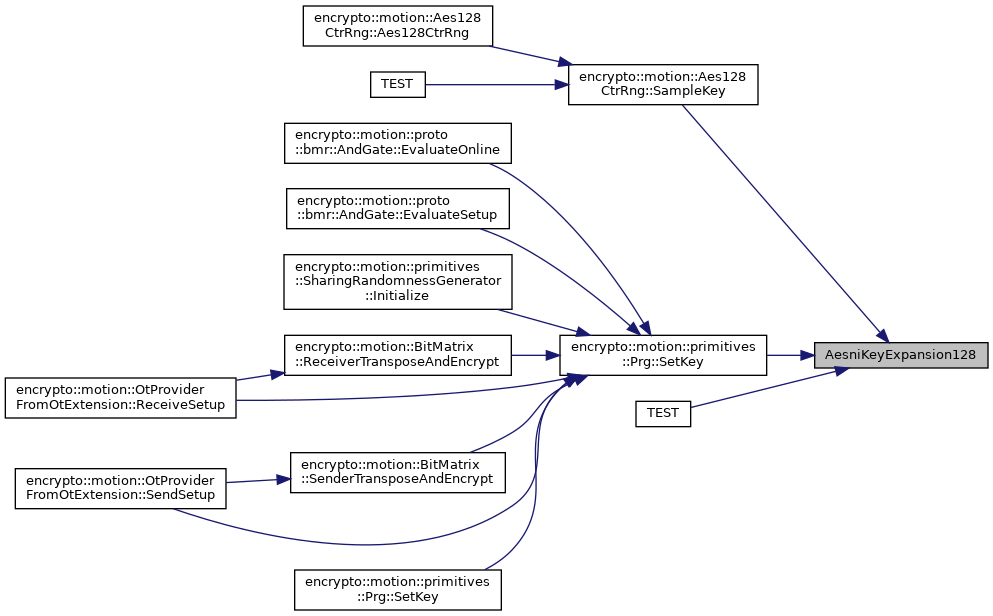 encrypto::motion::Aes128
CtrRng::Aes128CtrRng
encrypto::motion::Aes128
CtrRng::SampleKey
TEST
encrypto::motion::proto
::bmr::AndGate::EvaluateOnline
encrypto::motion::proto
::bmr::AndGate::EvaluateSetup
encrypto::motion::primitives
::SharingRandomnessGenerator
::Initialize
encrypto::motion::BitMatrix
::ReceiverTransposeAndEncrypt
encrypto::motion::primitives
::Prg::SetKey
AesniKeyExpansion128
encrypto::motion::OtProvider
FromOtExtension::ReceiveSetup
TEST
encrypto::motion::BitMatrix
::SenderTransposeAndEncrypt
encrypto::motion::OtProvider
FromOtExtension::SendSetup
encrypto::motion::primitives
::Prg::SetKey